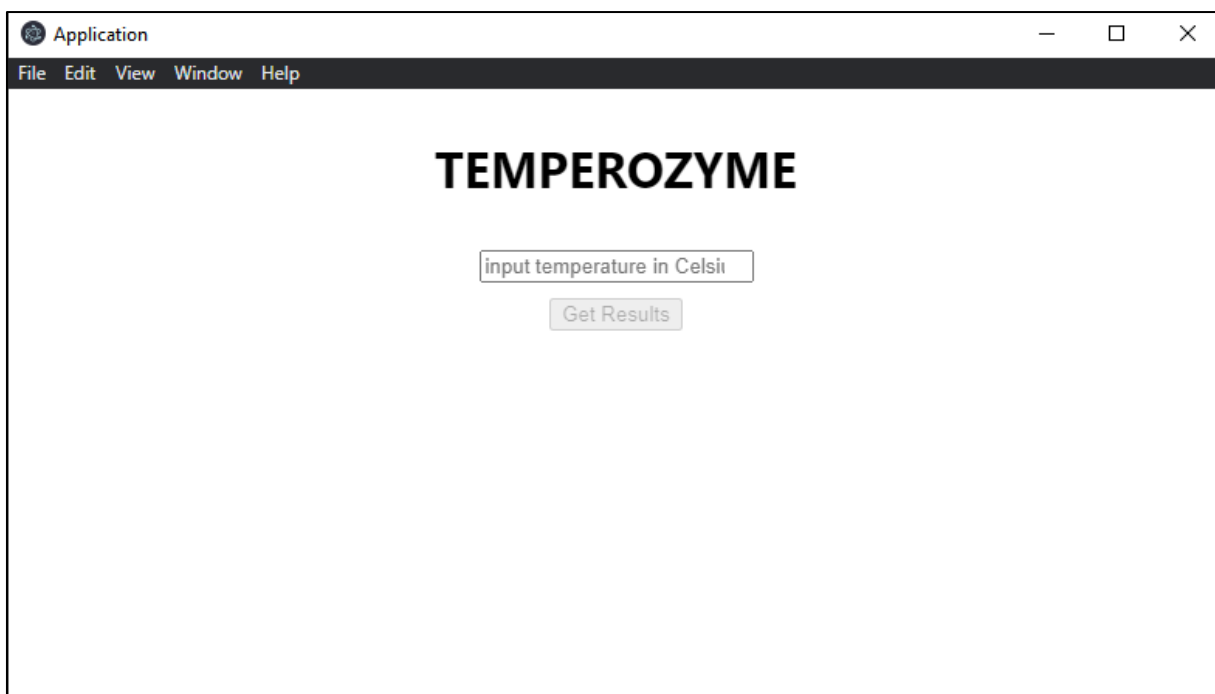 Application
File Edit View Window Help
TEMPEROZYME
input temperature in Celsi
Get Results